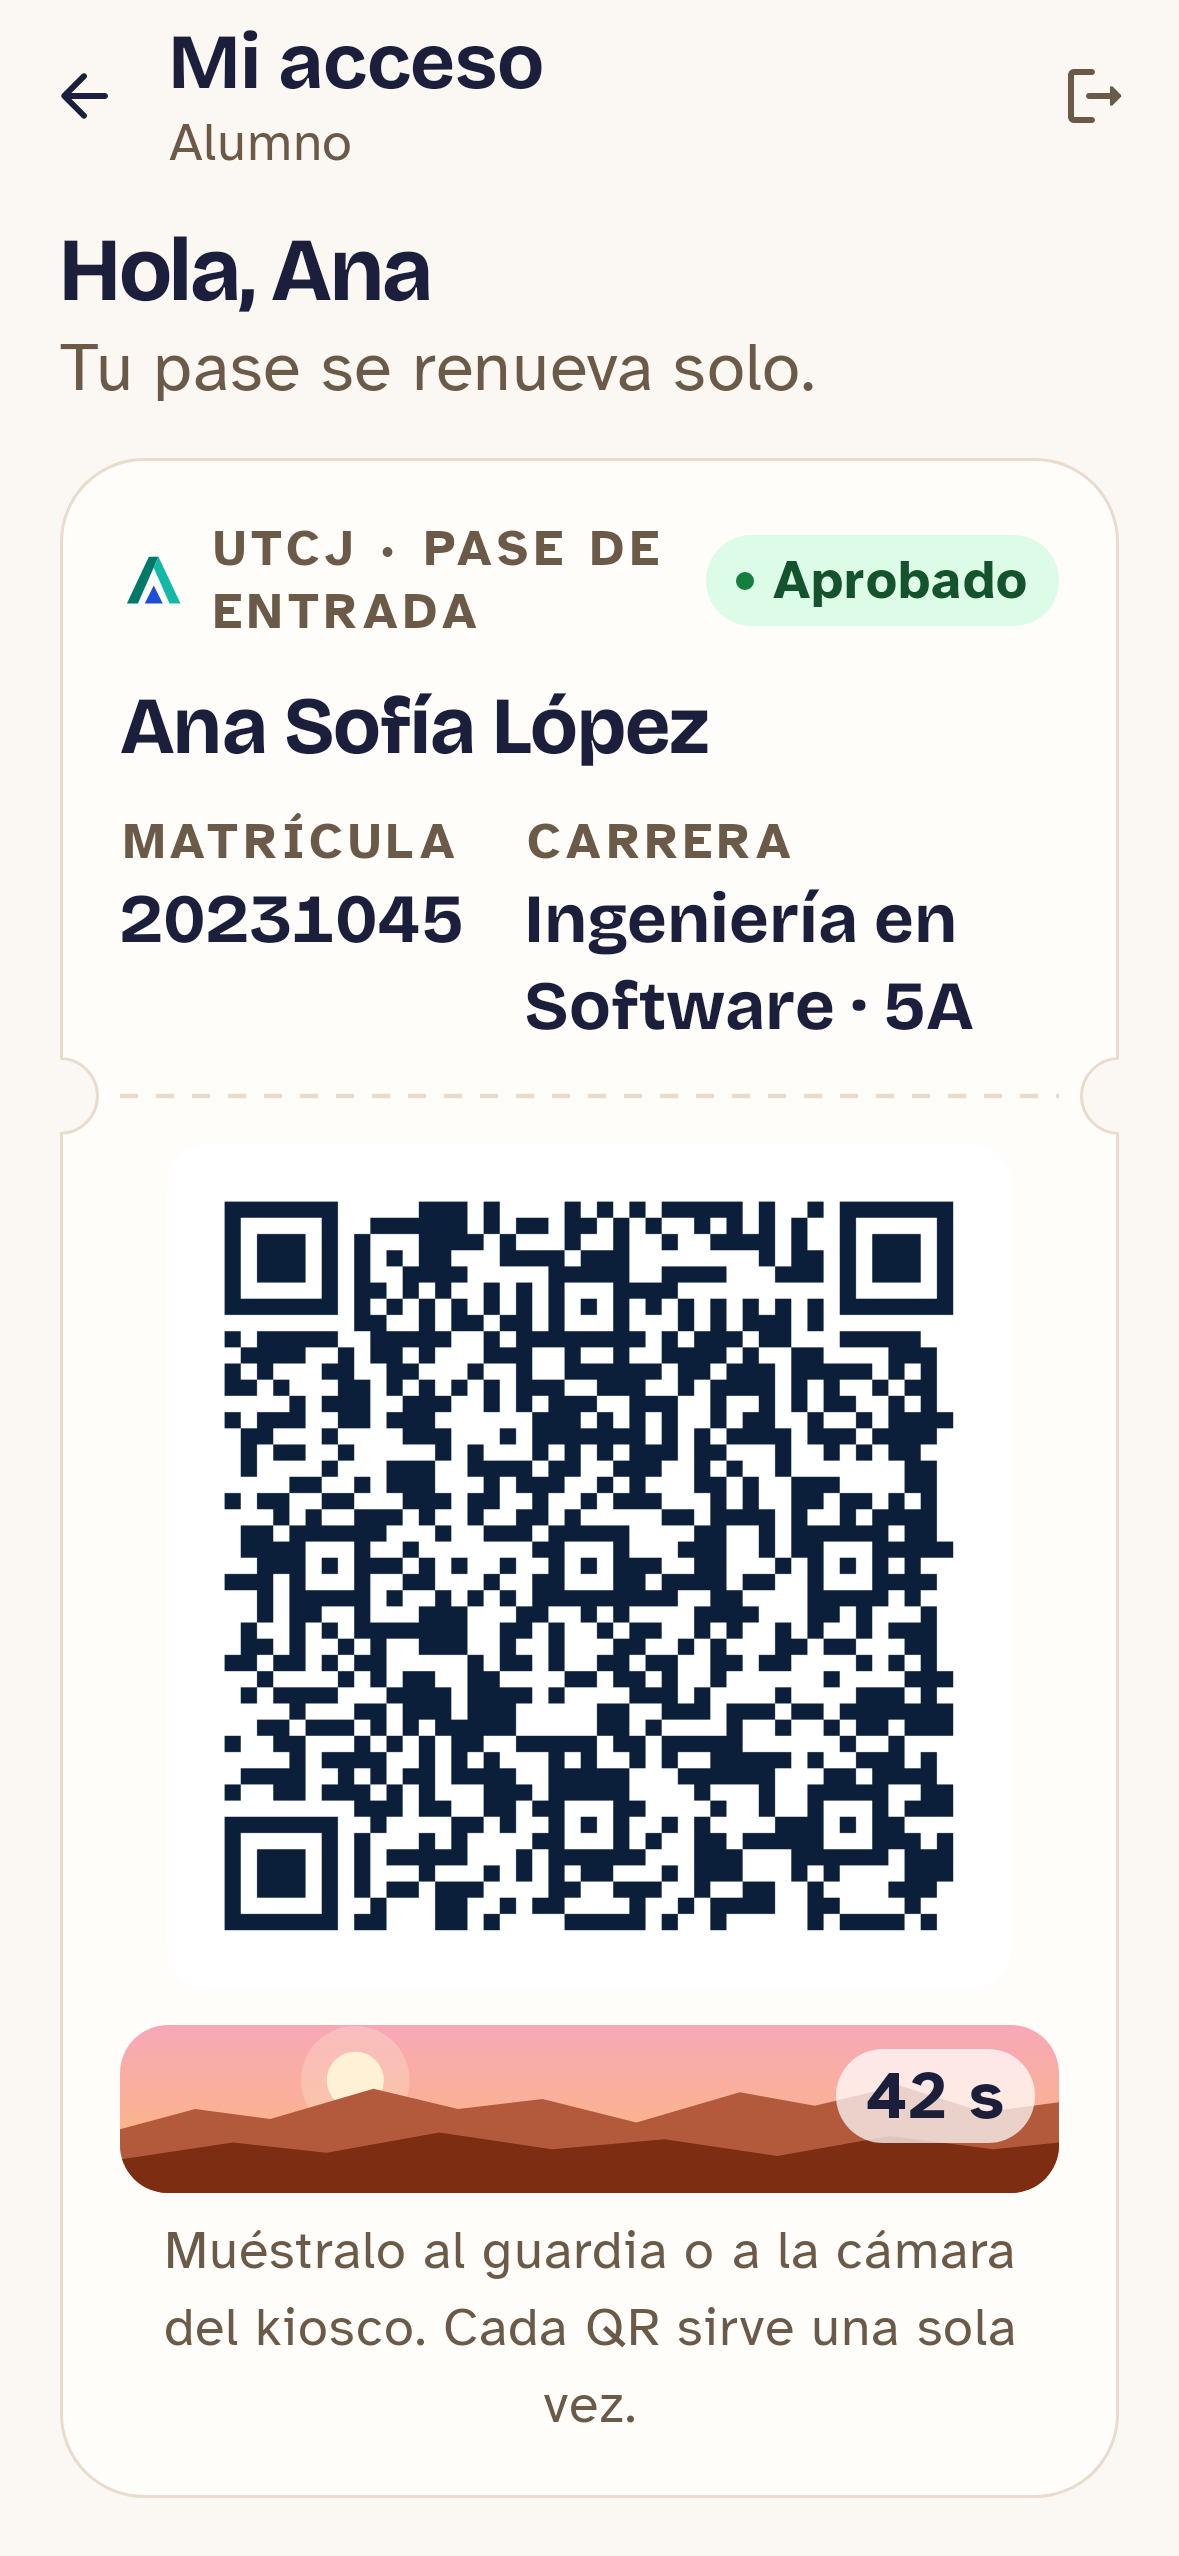 Mi acceso
Alumno
Hola, Ana
Tu pase se renueva solo.
UTCJ · PASE DE
ENTRADA
Aprobado
Ana Sofía López
MATRÍCULA
20231045
CARRERA
Ingeniería en
Software · 5A
42 s
Muéstralo al guardia o a la cámara
del kiosco. Cada QR sirve una sola
vez.